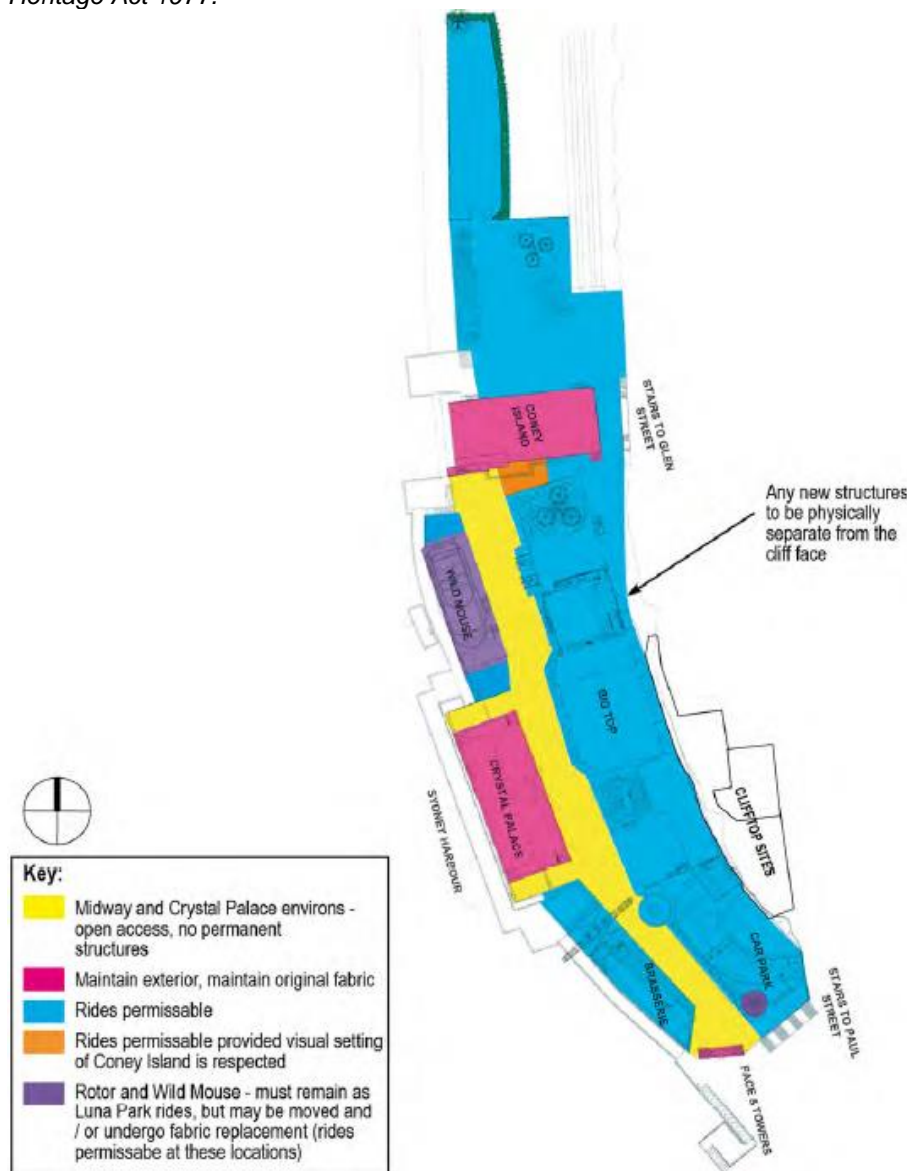 Heritage Act 1977.
CONEY
ISLAND
STAIRS TO GLEN
STREET
Any new structures
to be physically
separate from the
cliff face
WILD MOUSE
BIG TOP
CRYSTAL PALACE
SYDNEY HARBOUR
CLIFFTOP SITES
CAR PARK
BRASSERIE
STAIRS TO PAUL
STREET
FACE & TOWERS
Key:
Midway and Crystal Palace environs -
open access, no permanent
structures
Maintain exterior, maintain original fabric
Rides permissable
Rides permissable provided visual setting
of Coney Island is respected
Rotor and Wild Mouse - must remain as
Luna Park rides, but may be moved and
/ or undergo fabric replacement (rides
permissabe at these locations)